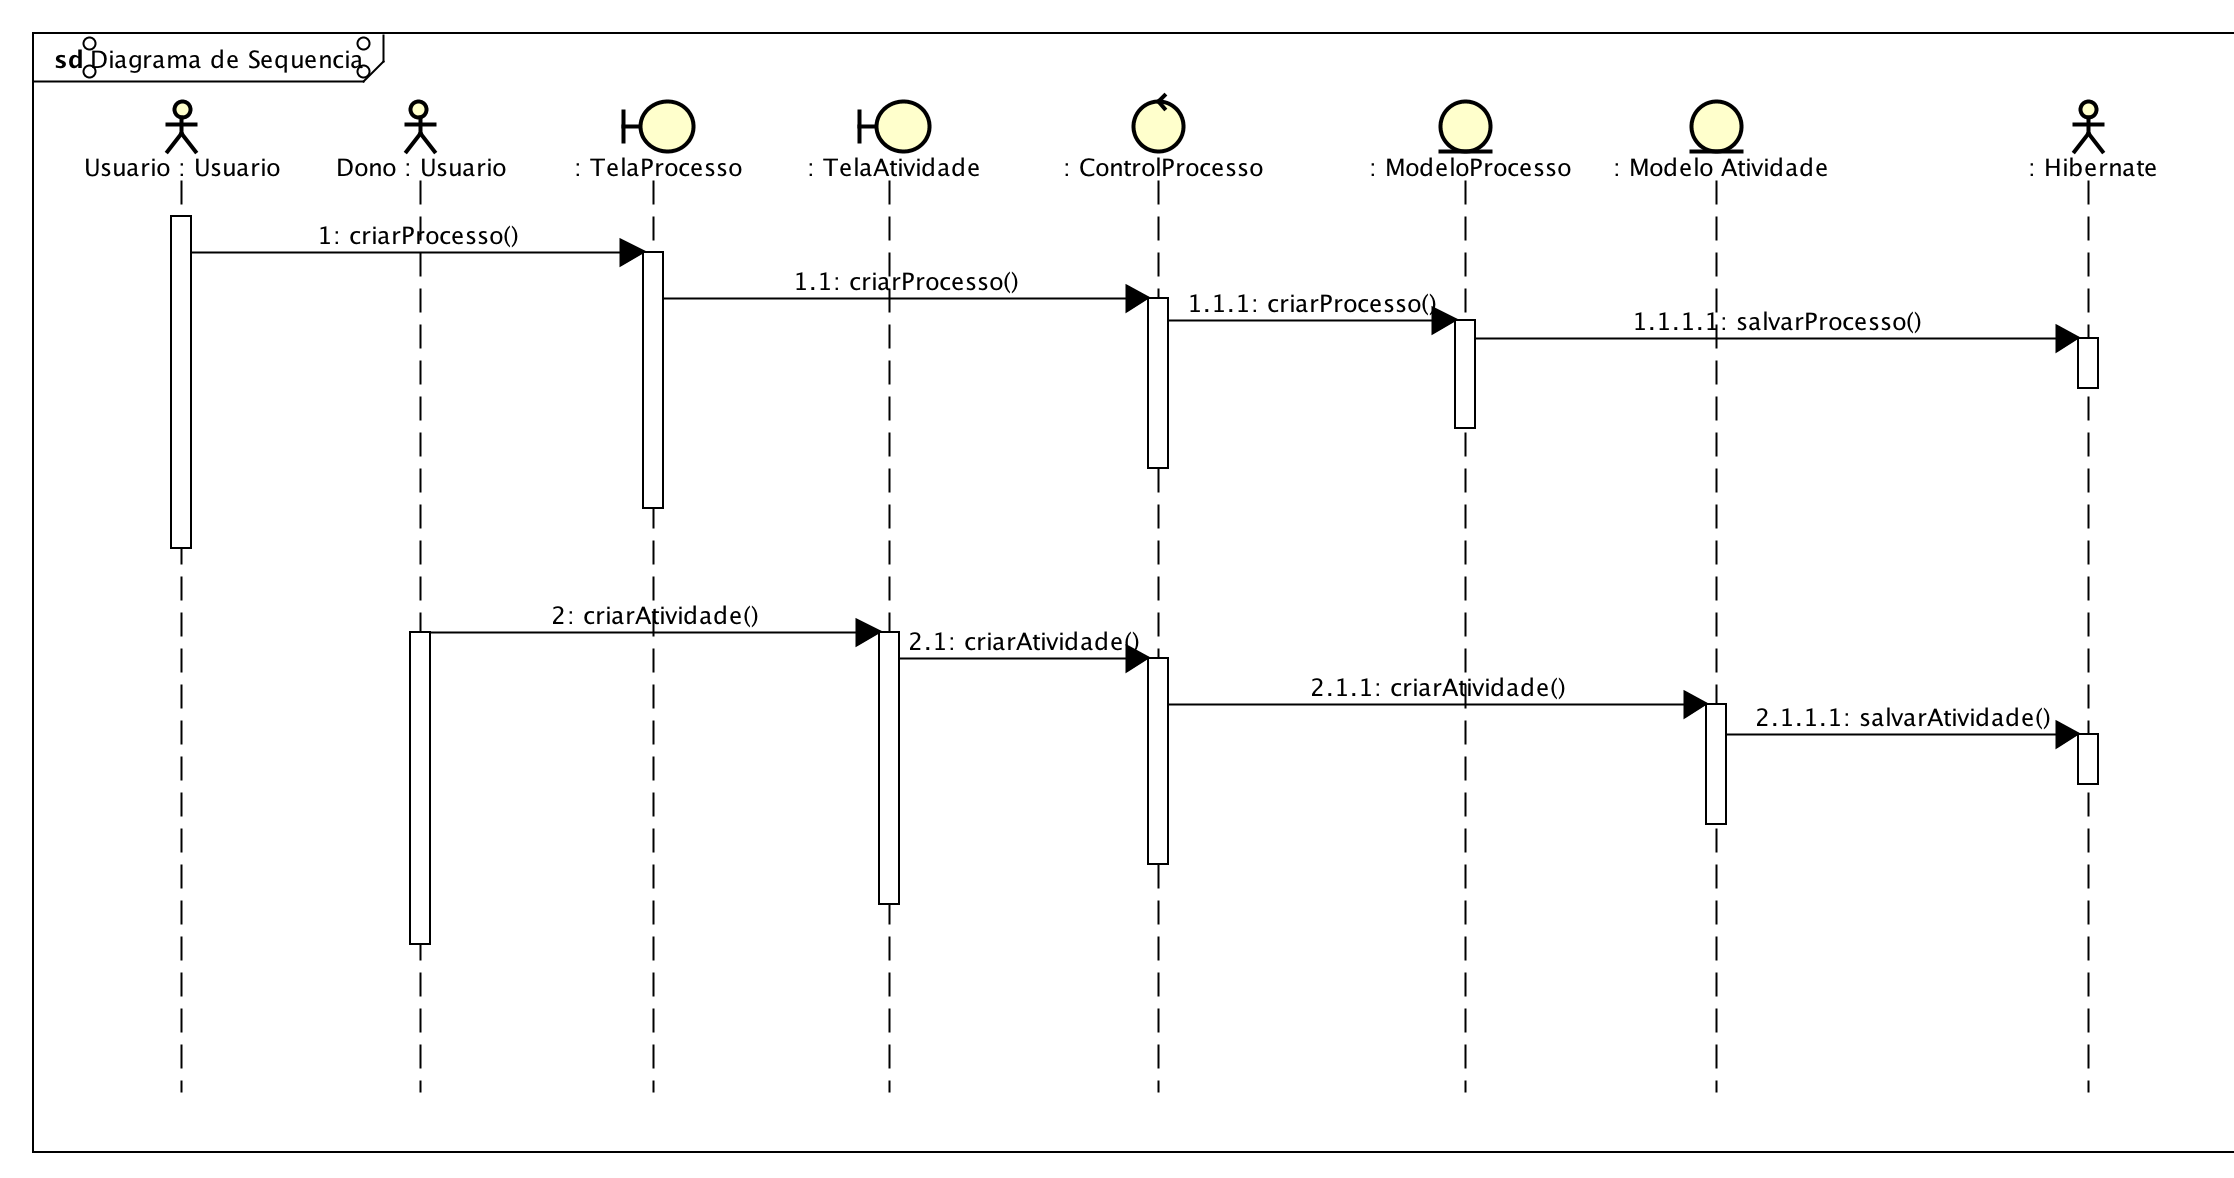 sd Diagrama de Sequencia
Usuario : Usuario
Dono : Usuario
: TelaProcesso
: TelaAtividade
: ControlProcesso
: ModeloProcesso
: Modelo Atividade
: Hibernate
1: criarProcesso()
1.1: criarProcesso()
1.1.1: criarProcesso()
1.1.1.1: salvarProcesso()
2: criarAtividade()
2.1: criarAtividade()
2.1.1: criarAtividade()
2.1.1.1: salvarAtividade()